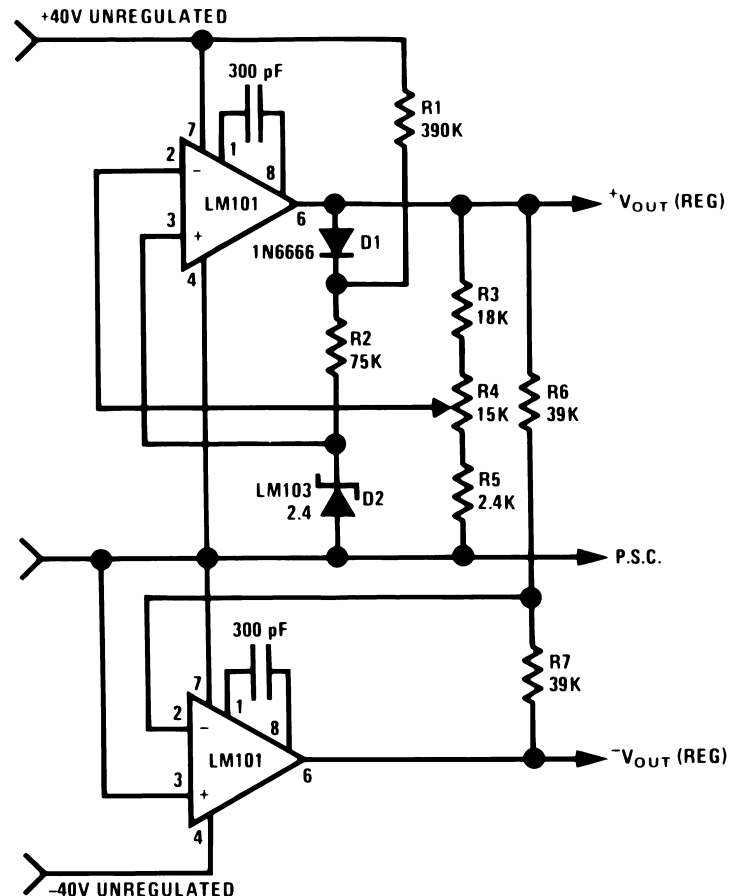 +40V UNREGULATED
300 pF
R1
390K
7
1
2
8
–
LM101
6
+VOUT (REG)
3
+
1N6666
D1
4
R3
18K
R2
75K
R4
15K
R6
39K
R5
2.4K
LM103
2.4
D2
P.S.C.
300 pF
R7
39K
7
1
2
8
–
LM101
6
–VOUT (REG)
3
+
4
–40V UNREGULATED